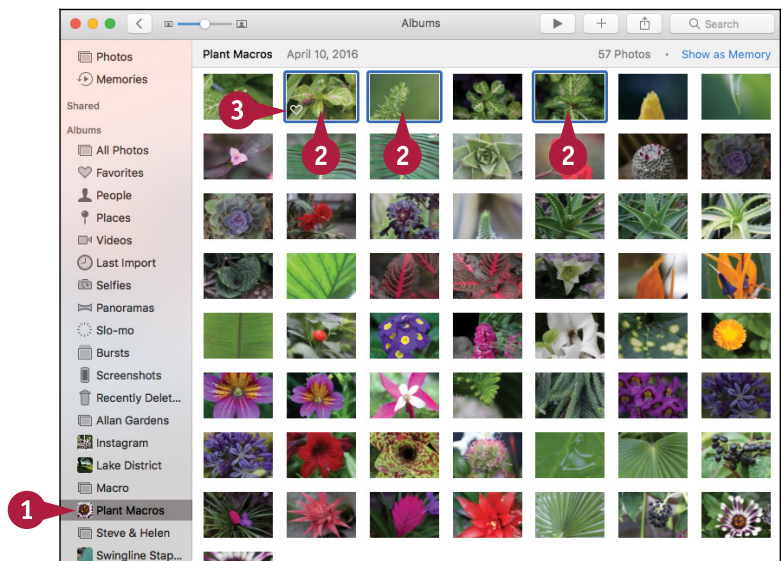 Albums
Search
Photos
Memories
Shared
Albums
All Photos
Favorites
People
Places
Videos
Last Import
Selfies
Panoramas
Slo-mo
Bursts
Screenshots
Recently Delet...
Allan Gardens
Instagram
Lake District
Macro
Plant Macros
Steve & Helen
Swingline Stap...
Plant Macros April 10, 2016 57 Photos · Show as Memory
3
2 2 2
1